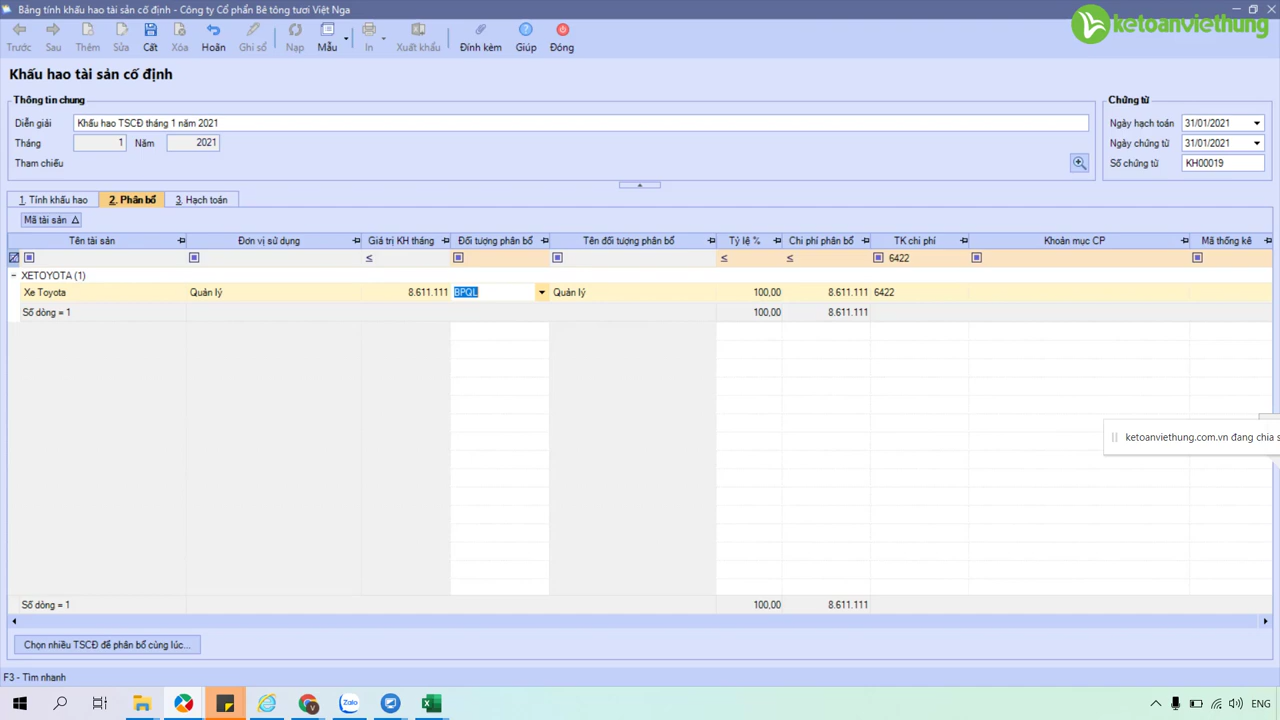 Bảng tính khấu hao tài sản cố định - Công ty Cổ phần Bê tông tươi Việt Nga
ketoanviethung
Trước Sau Thêm Sửa Cất Xóa Hoãn Ghi sổ Nạp Mẫu In Xuất khẩu Đính kèm Giúp Đóng
Khấu hao tài sản cố định
Thông tin chung
Chứng từ
Diễn giải Khấu hao TSCĐ tháng 1 năm 2021
Ngày hạch toán 31/01/2021
Tháng 1 Năm 2021
Ngày chứng từ 31/01/2021
Tham chiếu
Số chứng từ KH00019
1. Tính khấu hao 2. Phân bổ 3. Hạch toán
Mã tài sản
Tên tài sản Đơn vị sử dụng Giá trị KH tháng Đối tượng phân bổ Tên đối tượng phân bổ Tỷ lệ % Chi phí phân bổ TK chi phí Khoản mục CP Mã thống kê
≤ ≤ ≤ 6422
XETOYOTA (1)
Xe Toyota Quản lý 8.611.111 BPQL Quản lý 100,00 8.611.111 6422
Số dòng = 1 100,00 8.611.111
ketoanviethung.com.vn đang chia s
Số dòng = 1 100,00 8.611.111
Chọn nhiều TSCĐ để phân bổ cùng lúc...
F3 - Tìm nhanh
Zalo
ENG